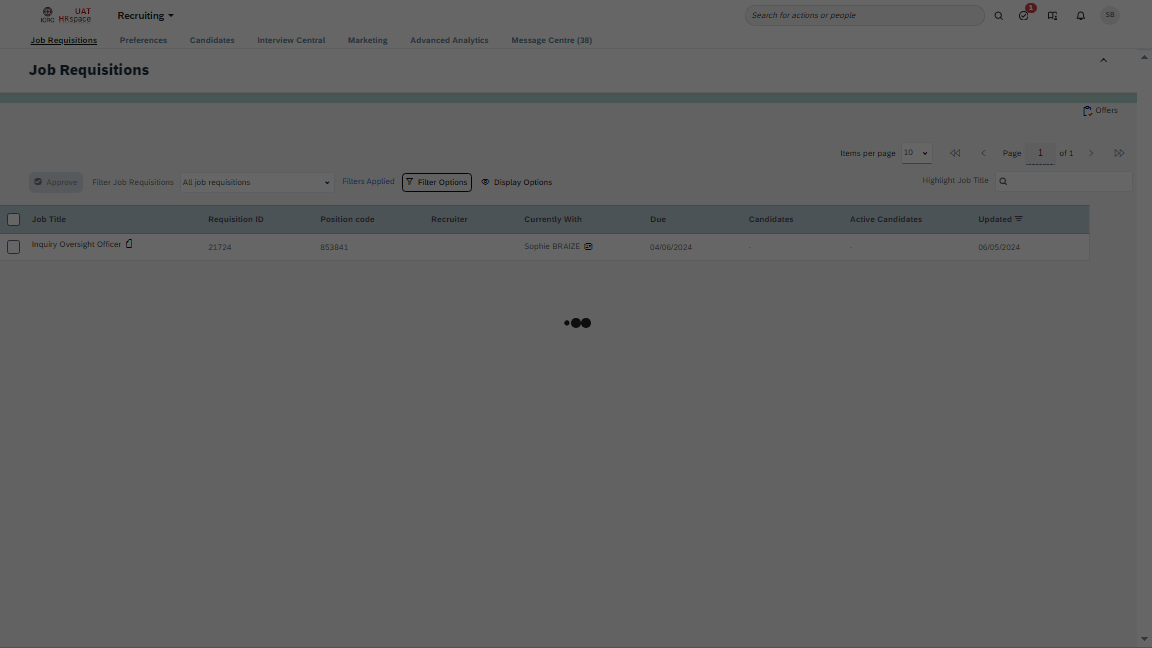 ICRC UAT HRspace Recruiting Search for actions or people 1 SB
Job Requisitions Preferences Candidates Interview Central Marketing Advanced Analytics Message Centre (38)
Job Requisitions
Offers
Items per page 10 Page 1 of 1
Approve Filter Job Requisitions All job requisitions Filters Applied Filter Options Display Options Highlight Job Title
Job Title Requisition ID Position code Recruiter Currently With Due Candidates Active Candidates Updated
Inquiry Oversight Officer 21724 853841 Sophie BRAIZE 04/06/2024 - - 06/05/2024